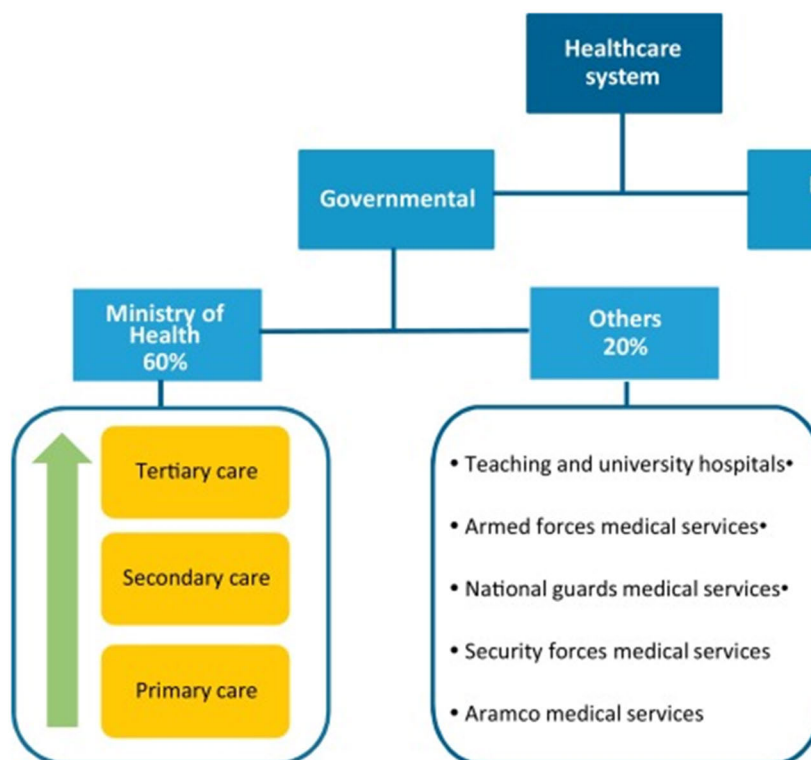 Healthcare
system
Governmental
Ministry of
Health
60%
Others
20%
Tertiary care
Secondary care
Primary care
• Teaching and university hospitals•
• Armed forces medical services•
• National guards medical services•
• Security forces medical services
• Aramco medical services